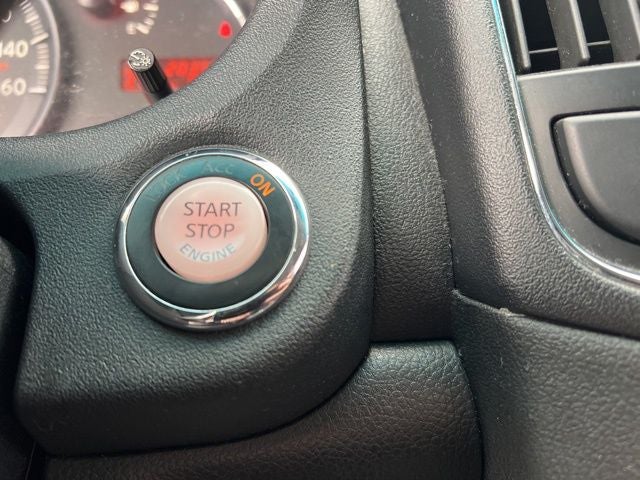 140
160
LOCK ACC ON
START
STOP
ENGINE